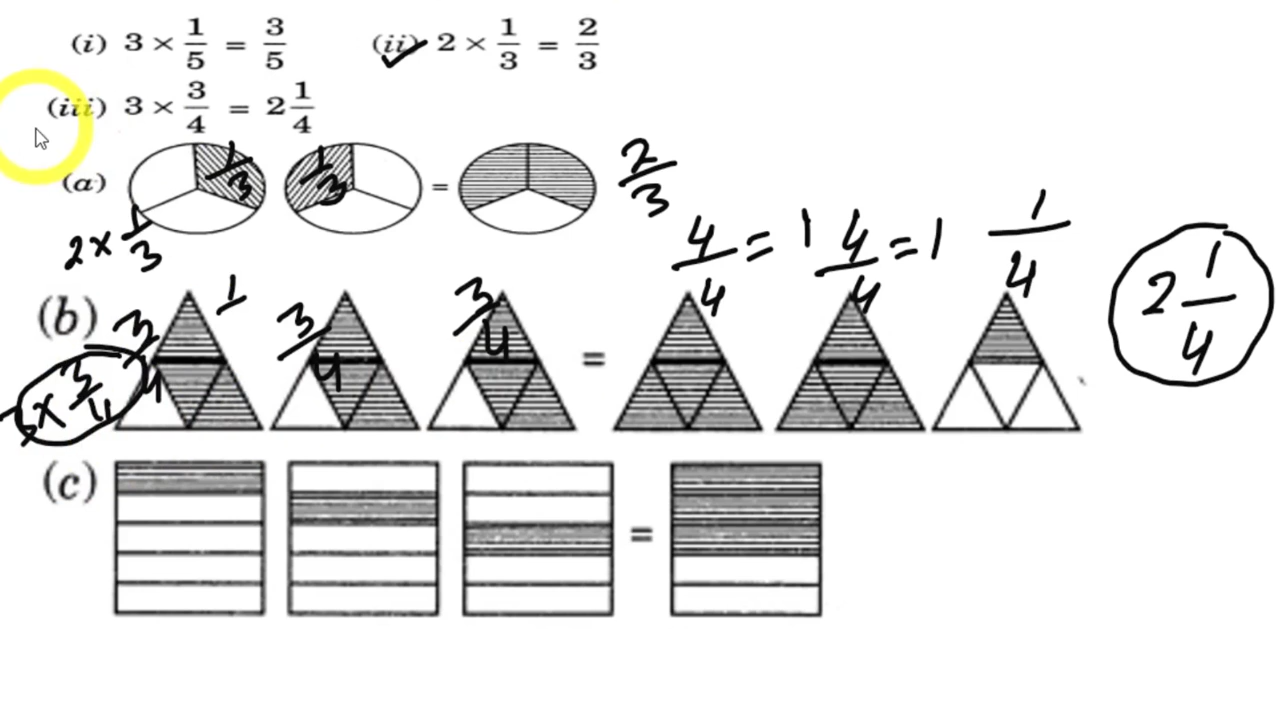 (i) 3 × 1/5 = 3/5 (ii) 2 × 1/3 = 2/3
(iii) 3 × 3/4 = 2 1/4
(a) 1/3 1/3 = 2/3
2 × 1/3
4/4 = 1 4/4 = 1 1/4 2 1/4
(b) 3/4 1 3/4 3/4 =
3 × 3/4
(c) =